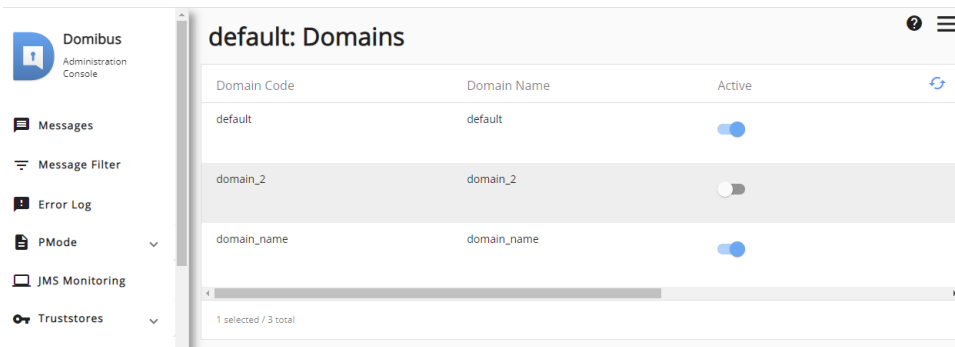 Domibus
Administration
Console
Messages
Message Filter
Error Log
PMode
JMS Monitoring
Truststores
default: Domains
Domain Code Domain Name Active
default default
domain_2 domain_2
domain_name domain_name
1 selected / 3 total